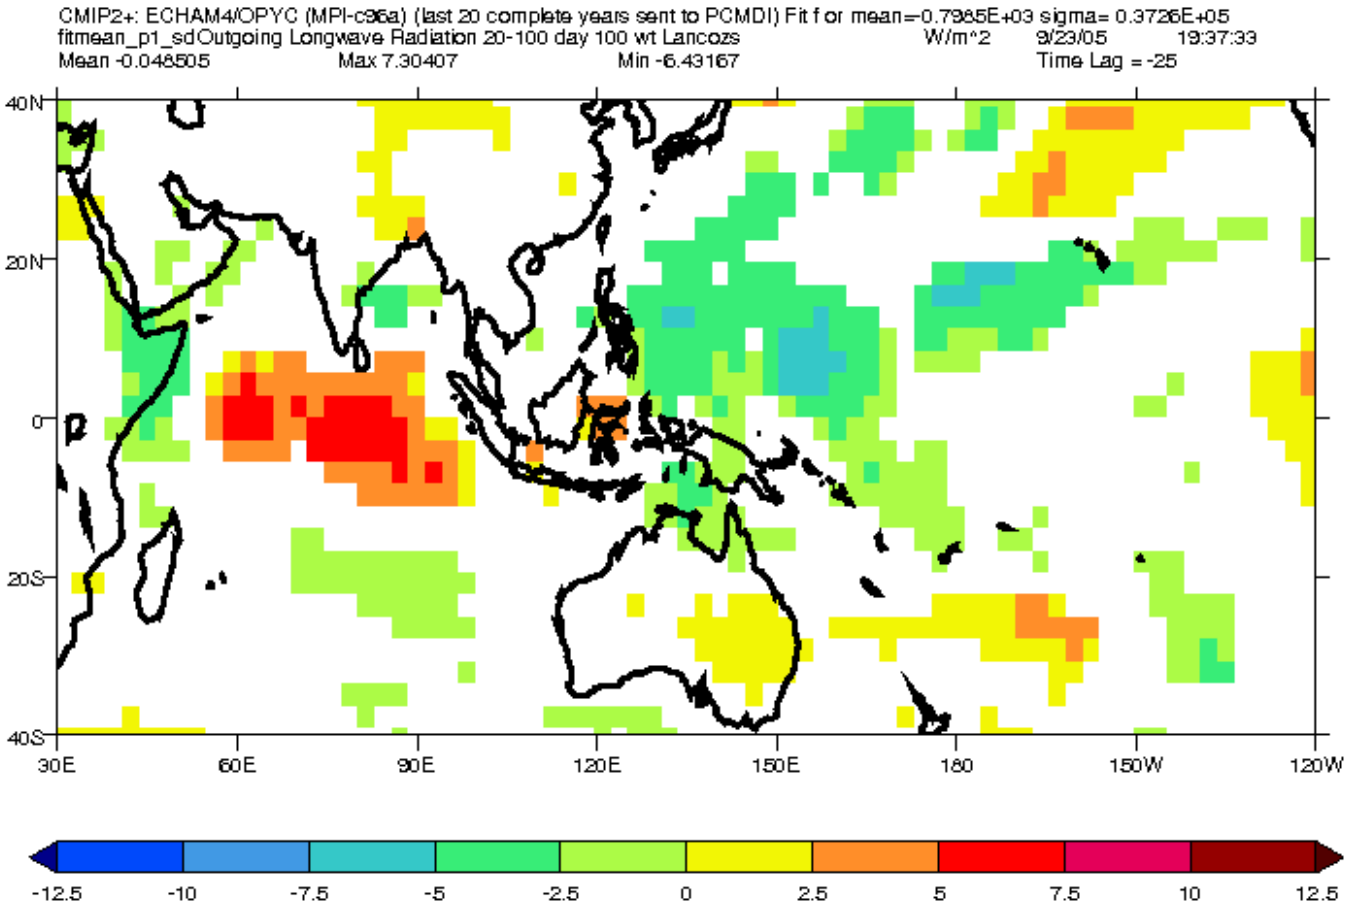 CMIP2+: ECHAM4/OPYC (MPI-c96a) (last 20 complete years sent to PCMDI) Fit for mean=-0.7985E+03 sigma= 0.3726E+05
fitmean_p1_sdOutgoing Longwave Radiation 20-100 day 100 wt Lancozs W/m^2 9/23/05 19:37:33
Mean -0.048505 Max 7.30407 Min -6.43167 Time Lag = -25
40N
20N
0
20S
40S
30E 60E 90E 120E 150E 180 150W 120W
-12.5 -10 -7.5 -5 -2.5 0 2.5 5 7.5 10 12.5